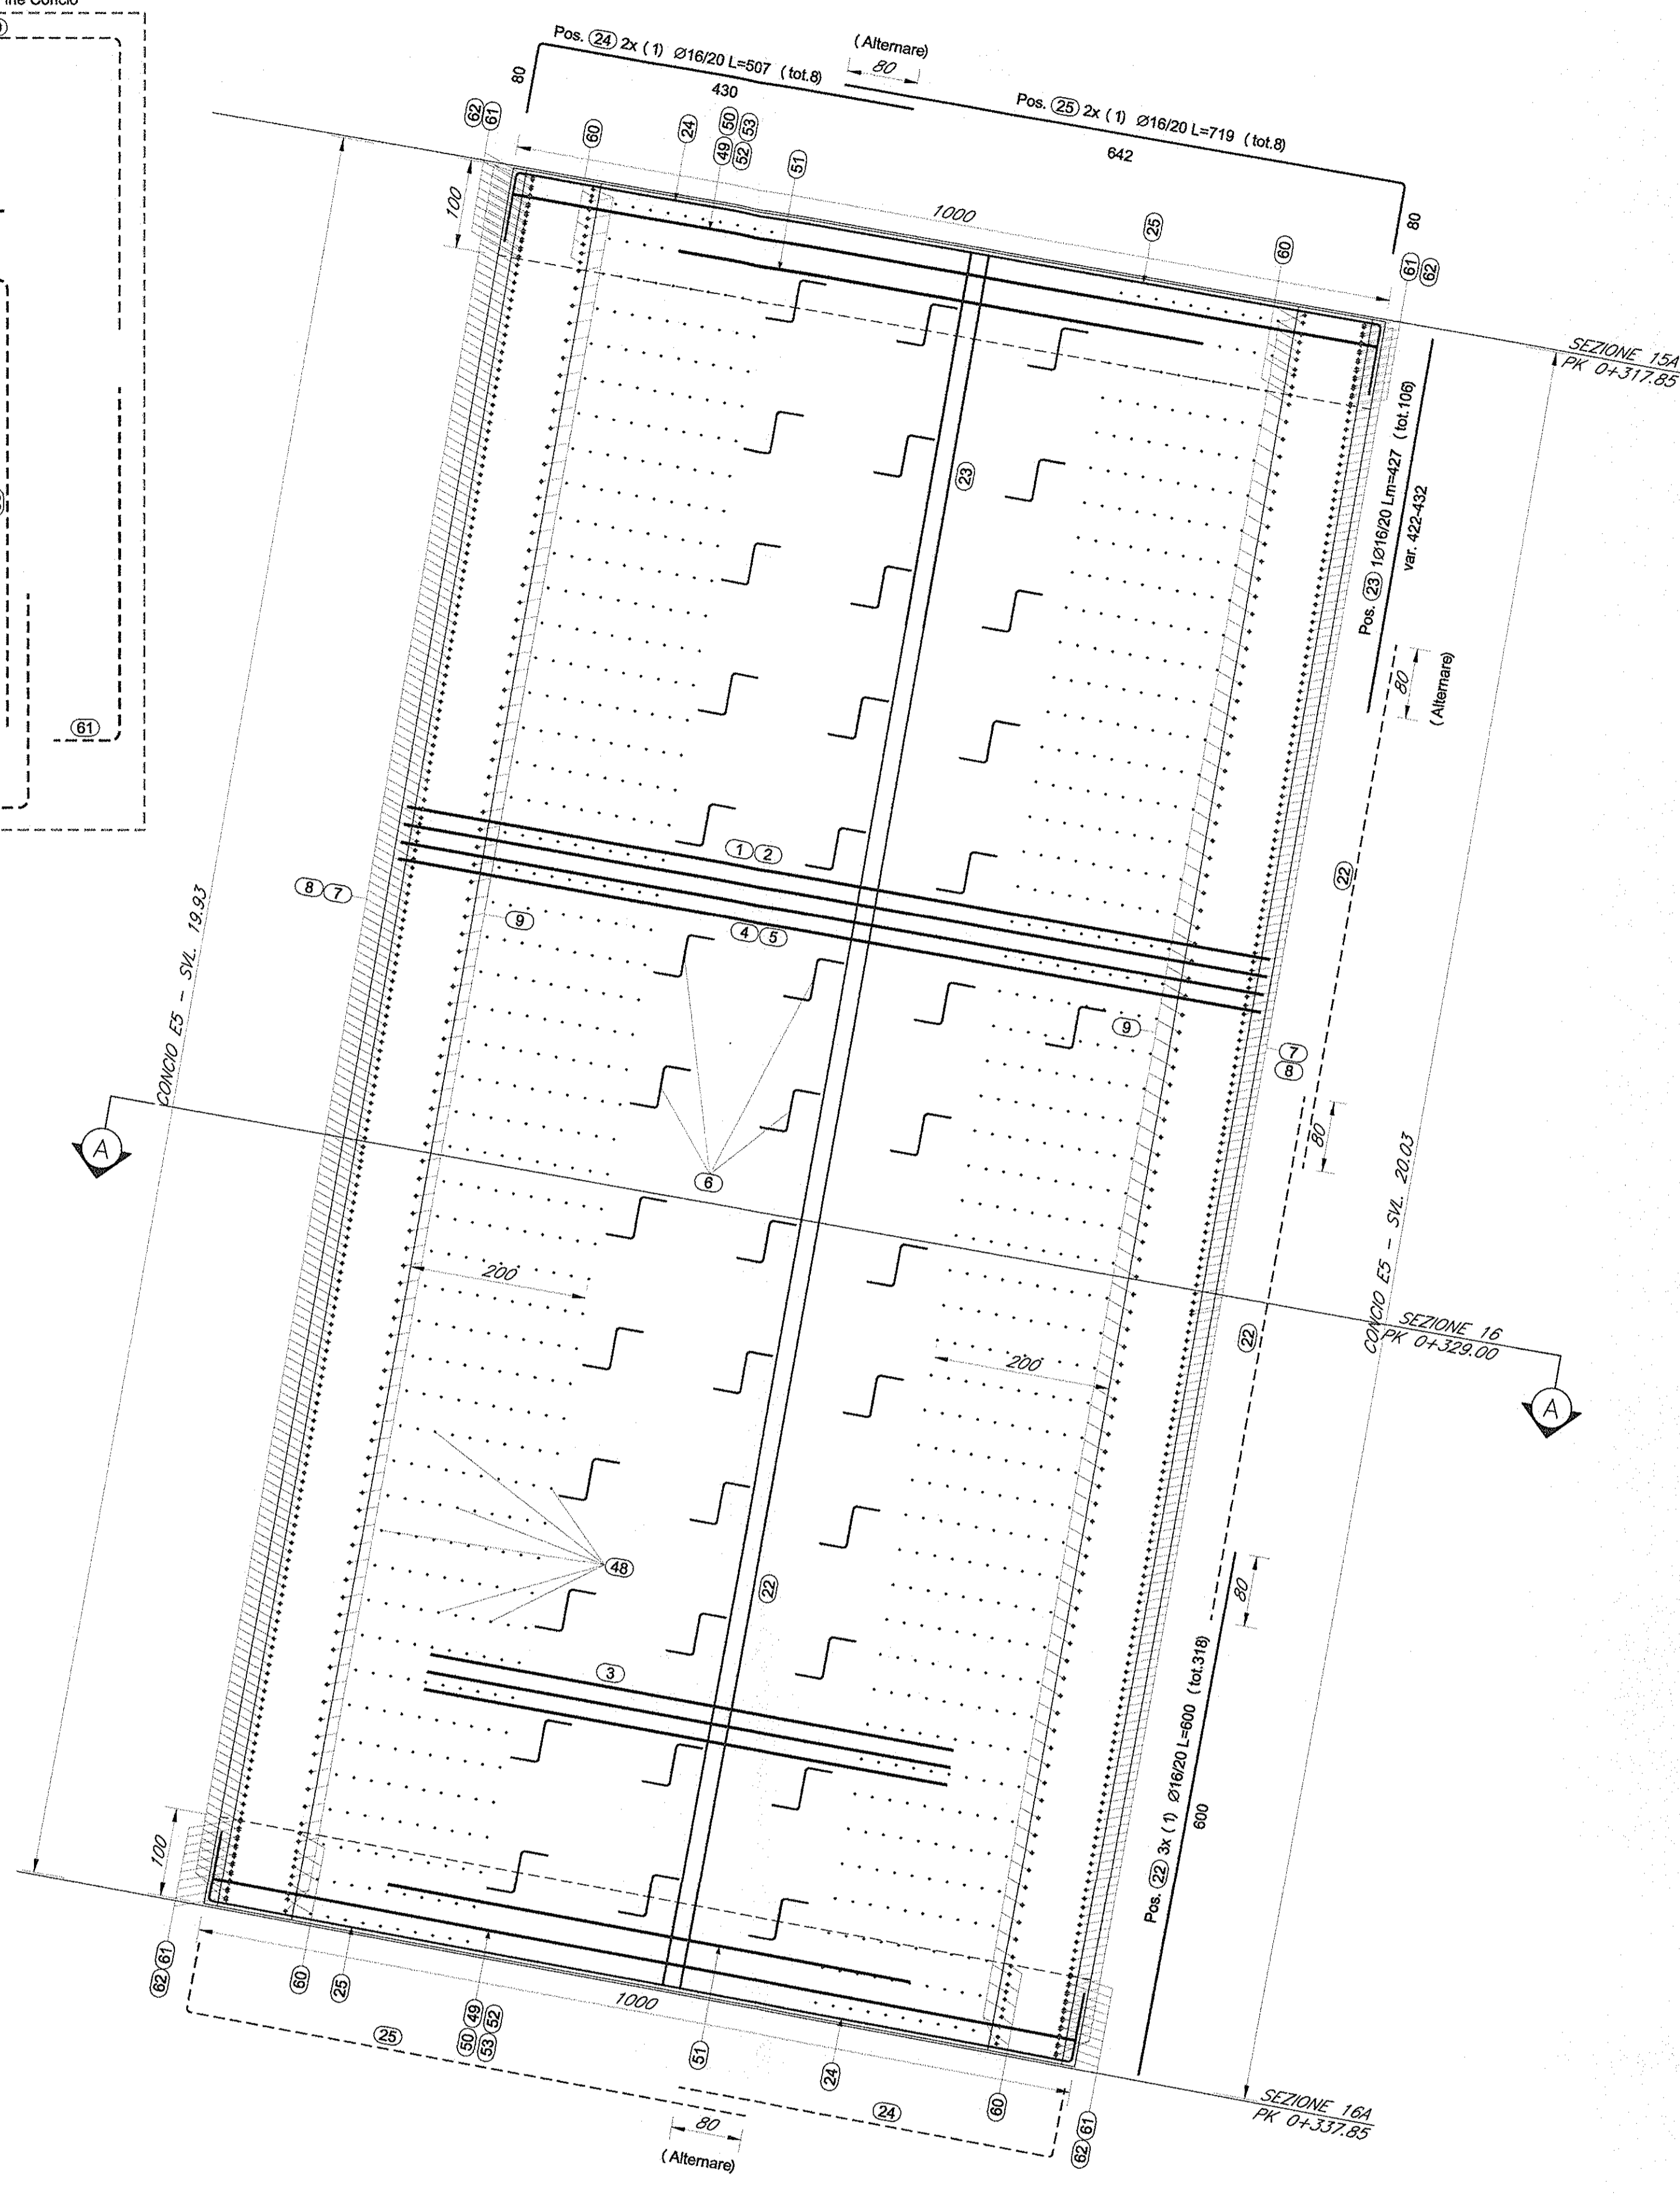 ine Concio
61
Pos. 24 2x ( 1) Ø16/20 L=507 ( tot.8)
430
80
( Alternare)
80
Pos. 25 2x ( 1) Ø16/20 L=719 ( tot.8)
642
80
62 61
60
24
49 50
52 53
51
1000
25
60
61 62
100
SEZIONE 15A
PK 0+317.85
23
Pos. 23 1Ø16/20 Lm=427 ( tot.106)
var. 422-432
80
( Alternare)
22
1 2
8 7
9
4 5
9
7
8
CONCIO E5 - SVL. 19.93
A
6
80
CONCIO E5 - SVL. 20.03
200
22
SEZIONE 16
PK 0+329.00
200
A
48
22
80
3
Pos. 22 3x ( 1) Ø16/20 L=600 ( tot.318)
600
100
62 61
60
25
50 49
53 52
1000
51
24
60
62 61
25
24
80
( Alternare)
SEZIONE 16A
PK 0+337.85